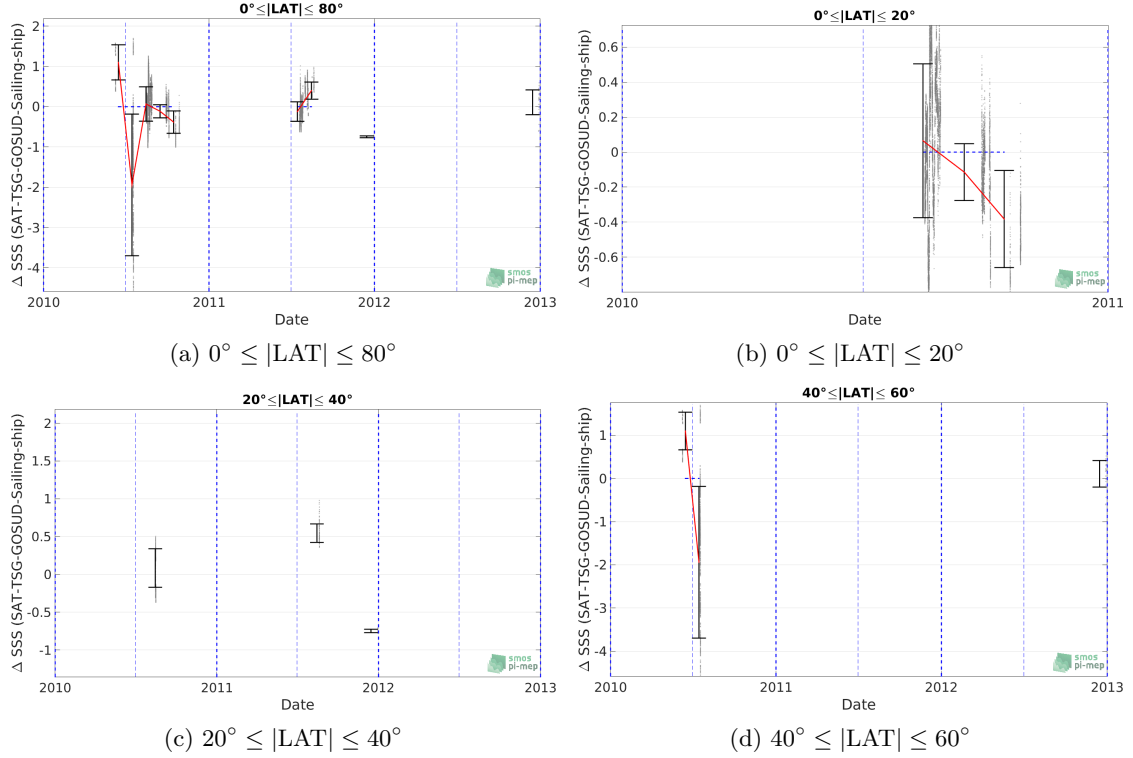 0°≤|LAT|≤ 80°
Δ SSS (SAT-TSG-GOSUD-Sailing-ship)
2
1
0
-1
-2
-3
-4
2010
2011
2012
2013
Date
smos
pi-mep
(a) 0° ≤ |LAT| ≤ 80°
0°≤|LAT|≤ 20°
Δ SSS (SAT-TSG-GOSUD-Sailing-ship)
0.6
0.4
0.2
0
-0.2
-0.4
-0.6
2010
2011
Date
smos
pi-mep
(b) 0° ≤ |LAT| ≤ 20°
20°≤|LAT|≤ 40°
Δ SSS (SAT-TSG-GOSUD-Sailing-ship)
2
1.5
1
0.5
0
-0.5
-1
2010
2011
2012
2013
Date
smos
pi-mep
(c) 20° ≤ |LAT| ≤ 40°
40°≤|LAT|≤ 60°
Δ SSS (SAT-TSG-GOSUD-Sailing-ship)
1
0
-1
-2
-3
-4
2010
2011
2012
2013
Date
smos
pi-mep
(d) 40° ≤ |LAT| ≤ 60°